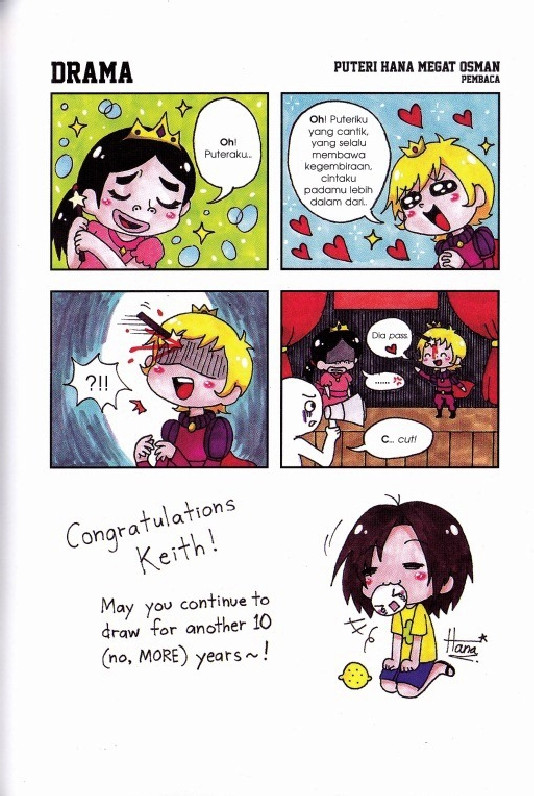 DRAMA
PUTERI HANA MEGAT OSMAN
PEMBACA
Oh!
Puteraku..
Oh! Puteriku
yang cantik,
yang selalu
membawa
kegembiraan,
cintaku
padamu lebih
dalam dari..
?!!
Dia pass
......
C.. cut!
Congratulations
Keith!
May you continue to
draw for another 10
(no, MORE) years~!
Hana